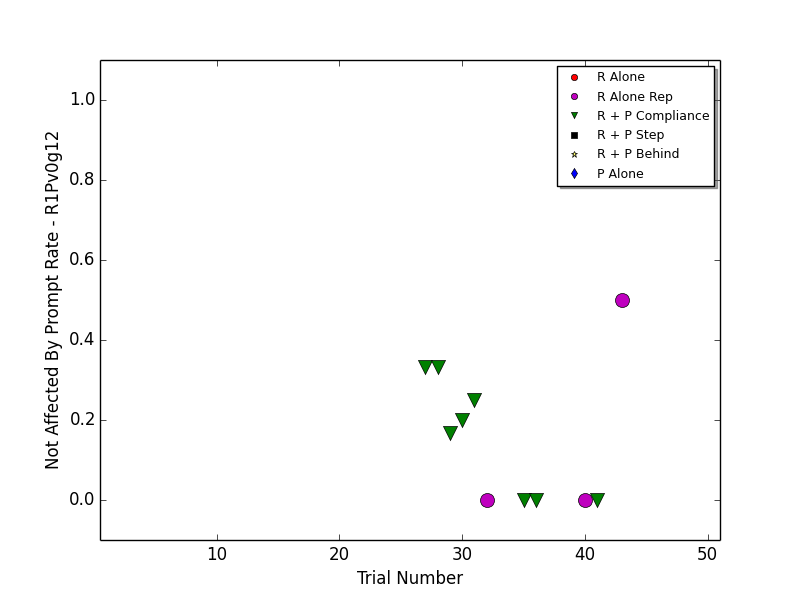 R Alone
R Alone Rep
R + P Compliance
R + P Step
R + P Behind
P Alone
Not Affected By Prompt Rate - R1Pv0g12
1.0
0.8
0.6
0.4
0.2
0.0
10 20 30 40 50
Trial Number